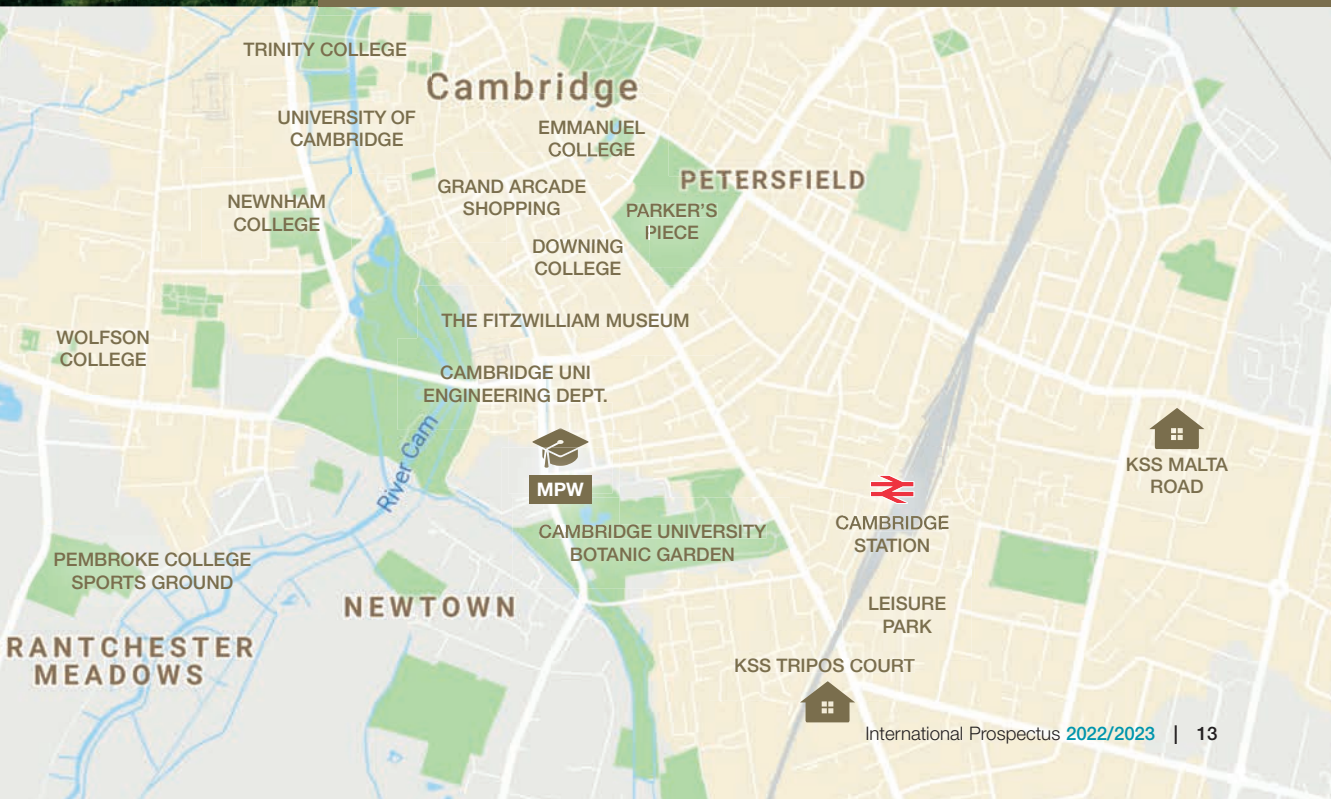 TRINITY COLLEGE
Cambridge
UNIVERSITY OF
CAMBRIDGE
EMMANUEL
COLLEGE
PETERSFIELD
GRAND ARCADE
SHOPPING
NEWNHAM
COLLEGE
PARKER'S
PIECE
DOWNING
COLLEGE
THE FITZWILLIAM MUSEUM
WOLFSON
COLLEGE
CAMBRIDGE UNI
ENGINEERING DEPT.
River Cam
MPW
KSS MALTA
ROAD
CAMBRIDGE
STATION
CAMBRIDGE UNIVERSITY
BOTANIC GARDEN
PEMBROKE COLLEGE
SPORTS GROUND
NEWTOWN
LEISURE
PARK
RANTCHESTER
MEADOWS
KSS TRIPOS COURT
International Prospectus 2022/2023 | 13